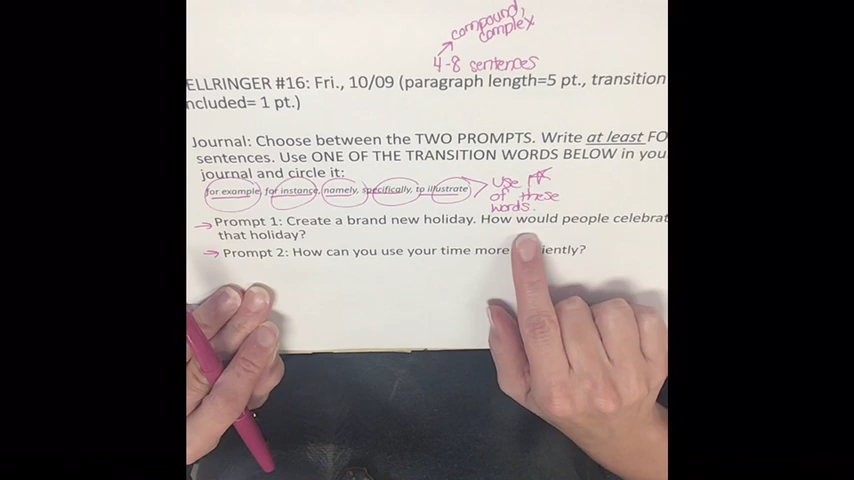 compound,
complex
4-8 sentences
ELLRINGER #16: Fri., 10/09 (paragraph length=5 pt., transition
ncluded= 1 pt.)
Journal: Choose between the TWO PROMPTS. Write at least FO
sentences. Use ONE OF THE TRANSITION WORDS BELOW in you
journal and circle it:
for example, for instance, namely, specifically, to illustrate
Use 1
of these
words.
Prompt 1: Create a brand new holiday. How would people celebrat
that holiday?
Prompt 2: How can you use your time more iently?